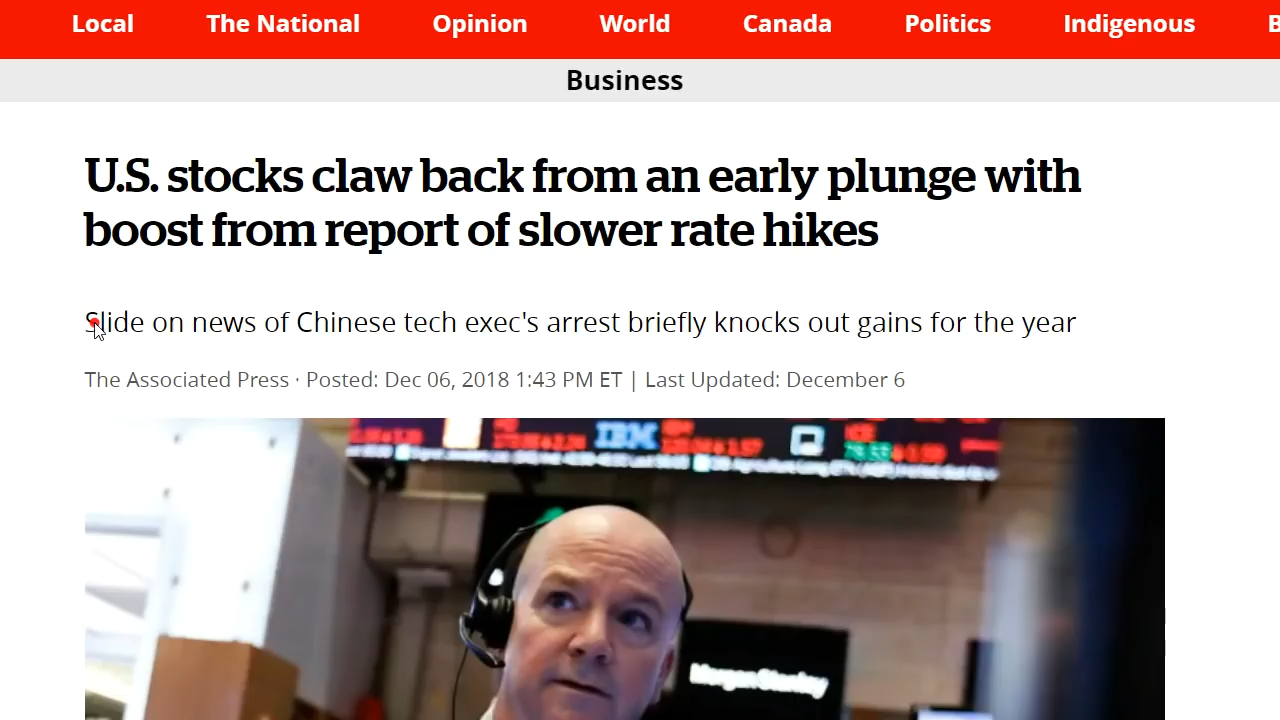 Local The National Opinion World Canada Politics Indigenous B
Business
U.S. stocks claw back from an early plunge with
boost from report of slower rate hikes
Slide on news of Chinese tech exec's arrest briefly knocks out gains for the year
The Associated Press · Posted: Dec 06, 2018 1:43 PM ET | Last Updated: December 6
IBM
Morgan Stanley